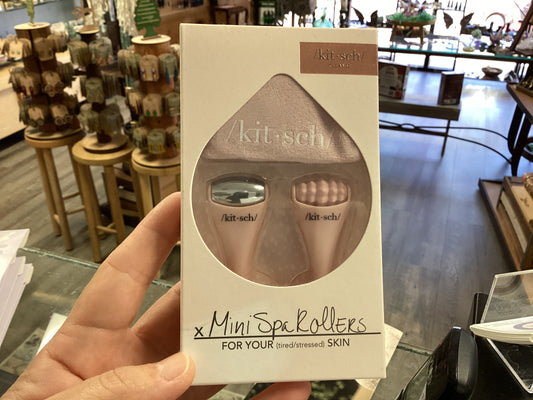 /kit·sch/
/kit·sch/
/kit·sch/ /kit·sch/
x Mini Spa Rollers
FOR YOUR (tired/stressed) SKIN